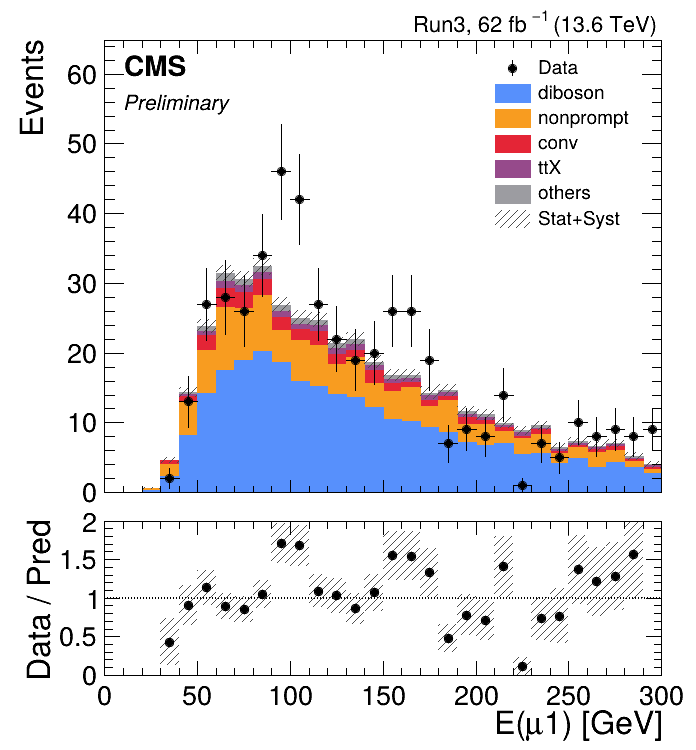 Run3, 62 fb⁻¹ (13.6 TeV)
CMS
Preliminary
Events
60
50
40
30
20
10
0
Data
diboson
nonprompt
conv
ttX
others
Stat+Syst
Data / Pred
2
1.5
1
0.5
0
0 50 100 150 200 250 300
E(μ1) [GeV]